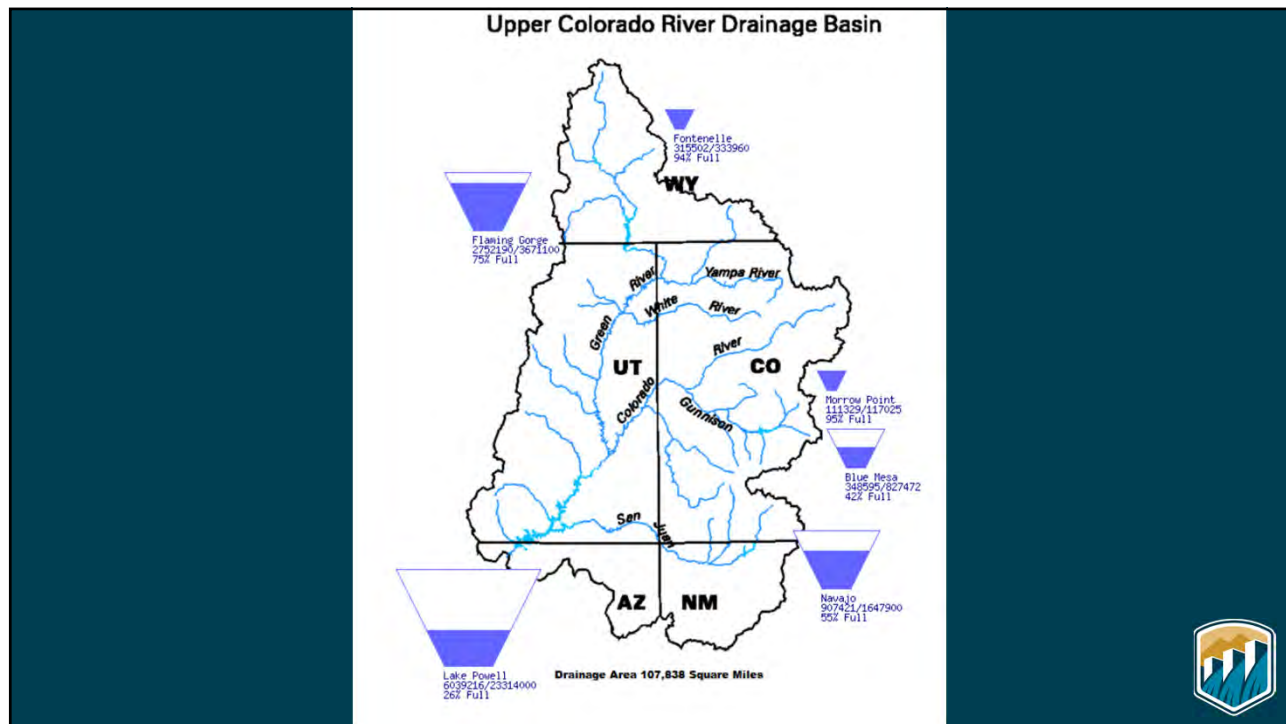 Upper Colorado River Drainage Basin
Fontenelle
315502/333960
94% Full
WY
Flaming Gorge
2752190/3671100
75% Full
River
Yampa River
White
River
Green
River
UT
CO
Colorado
Morrow Point
111329/117025
95% Full
Gunnison
Blue Mesa
348595/827472
42% Full
San
Juan
AZ
NM
Navajo
907421/1647900
55% Full
Lake Powell
6039216/23314000
26% Full
Drainage Area 107,838 Square Miles